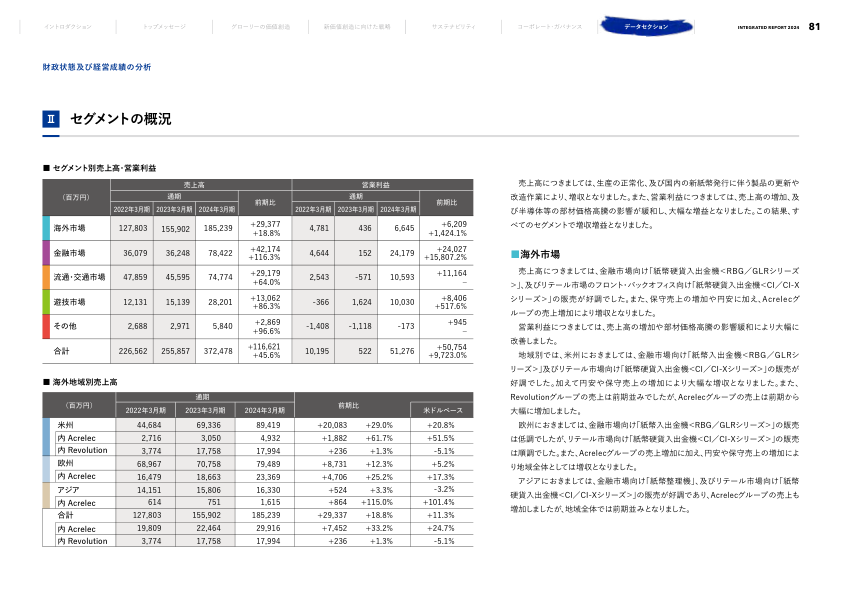 イントロダクション
トップメッセージ
グローリーの価値創造
新価値創造に向けた戦略
サステナビリティ
コーポレート・ガバナンス
データセクション
INTEGRATED REPORT 2024 81
財政状態及び経営成績の分析
Ⅱ セグメントの概況
■ セグメント別売上高・営業利益
（百万円） 売上高 営業利益
通期 前期比 通期 前期比
2022年3月期 2023年3月期 2024年3月期 2022年3月期 2023年3月期 2024年3月期
海外市場 127,803 155,902 185,239 +29,377 +18.8% 4,781 436 6,645 +6,209 +1,424.1%
金融市場 36,079 36,248 78,422 +42,174 +116.3% 4,644 152 24,179 +24,027 +15,807.2%
流通・交通市場 47,859 45,595 74,774 +29,179 +64.0% 2,543 -571 10,593 +11,164 –
遊技市場 12,131 15,139 28,201 +13,062 +86.3% -366 1,624 10,030 +8,406 +517.6%
その他 2,688 2,971 5,840 +2,869 +96.6% -1,408 -1,118 -173 +945 –
合計 226,562 255,857 372,478 +116,621 +45.6% 10,195 522 51,276 +50,754 +9,723.0%
■ 海外地域別売上高
（百万円） 通期 前期比
2022年3月期 2023年3月期 2024年3月期 米ドルベース
米州 44,684 69,336 89,419 +20,083 +29.0% +20.8%
内 Acrelec 2,716 3,050 4,932 +1,882 +61.7% +51.5%
内 Revolution 3,774 17,758 17,994 +236 +1.3% -5.1%
欧州 68,967 70,758 79,489 +8,731 +12.3% +5.2%
内 Acrelec 16,479 18,663 23,369 +4,706 +25.2% +17.3%
アジア 14,151 15,806 16,330 +524 +3.3% -3.2%
内 Acrelec 614 751 1,615 +864 +115.0% +101.4%
合計 127,803 155,902 185,239 +29,337 +18.8% +11.3%
内 Acrelec 19,809 22,464 29,916 +7,452 +33.2% +24.7%
内 Revolution 3,774 17,758 17,994 +236 +1.3% -5.1%
売上高につきましては、生産の正常化、及び国内の新紙幣発行に伴う製品の更新や
改造作業により、増収となりました。また、営業利益につきましては、売上高の増加、及
び半導体等の部材価格高騰の影響が緩和し、大幅な増益となりました。この結果、す
べてのセグメントで増収増益となりました。
■海外市場
売上高につきましては、金融市場向け「紙幣硬貨入出金機<RBG／GLRシリーズ
>」、及びリテール市場のフロント・バックオフィス向け「紙幣硬貨入出金機<CI／CI-X
シリーズ>」の販売が好調でした。また、保守売上の増加や円安に加え、Acrelecグ
ループの売上増加により増収となりました。
営業利益につきましては、売上高の増加や部材価格高騰の影響緩和により大幅に
改善しました。
地域別では、米州におきましては、金融市場向け「紙幣入出金機<RBG／GLRシ
リーズ>」及びリテール市場向け「紙幣硬貨入出金機<CI／CI-Xシリーズ>」の販売が
好調でした。加えて円安や保守売上の増加により大幅な増収となりました。また、
Revolutionグループの売上は前期並みでしたが、Acrelecグループの売上は前期から
大幅に増加しました。
欧州におきましては、金融市場向け「紙幣入出金機<RBG／GLRシリーズ>」の販売
は低調でしたが、リテール市場向け「紙幣硬貨入出金機<CI／CI-Xシリーズ>」の販売
は順調でした。また、Acrelecグループの売上増加に加え、円安や保守売上の増加によ
り地域全体としては増収となりました。
アジアにおきましては、金融市場向け「紙幣整理機」、及びリテール市場向け「紙幣
硬貨入出金機<CI／CI-Xシリーズ>」の販売が好調であり、Acrelecグループの売上も
増加しましたが、地域全体では前期並みとなりました。